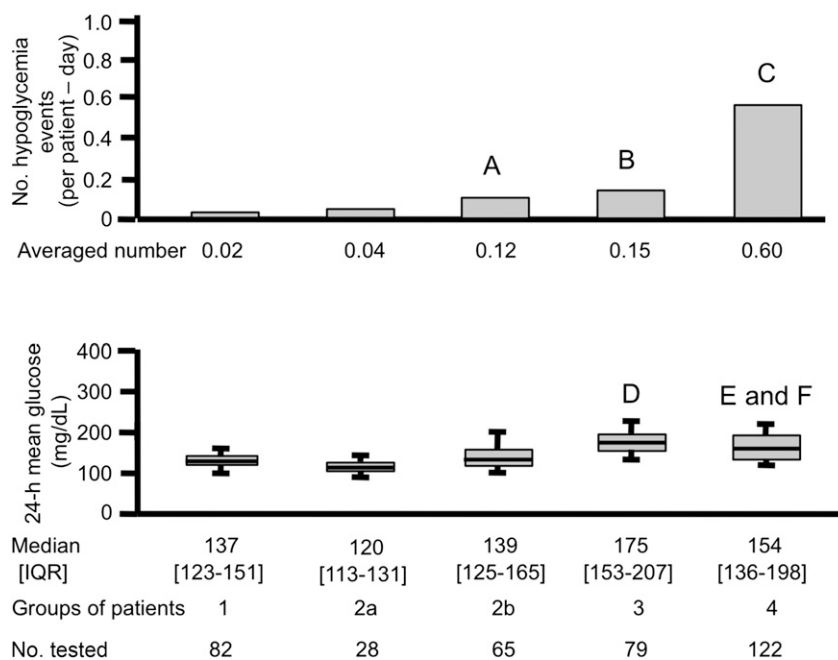 No. hypoglycemia
events
(per patient – day)
1.0
0.8
0.6
0.4
0.2
0
A
B
C
Averaged number 0.02 0.04 0.12 0.15 0.60
24-h mean glucose
(mg/dL)
400
300
200
100
0
D
E and F
Median 137 120 139 175 154
[IQR] [123-151] [113-131] [125-165] [153-207] [136-198]
Groups of patients 1 2a 2b 3 4
No. tested 82 28 65 79 122